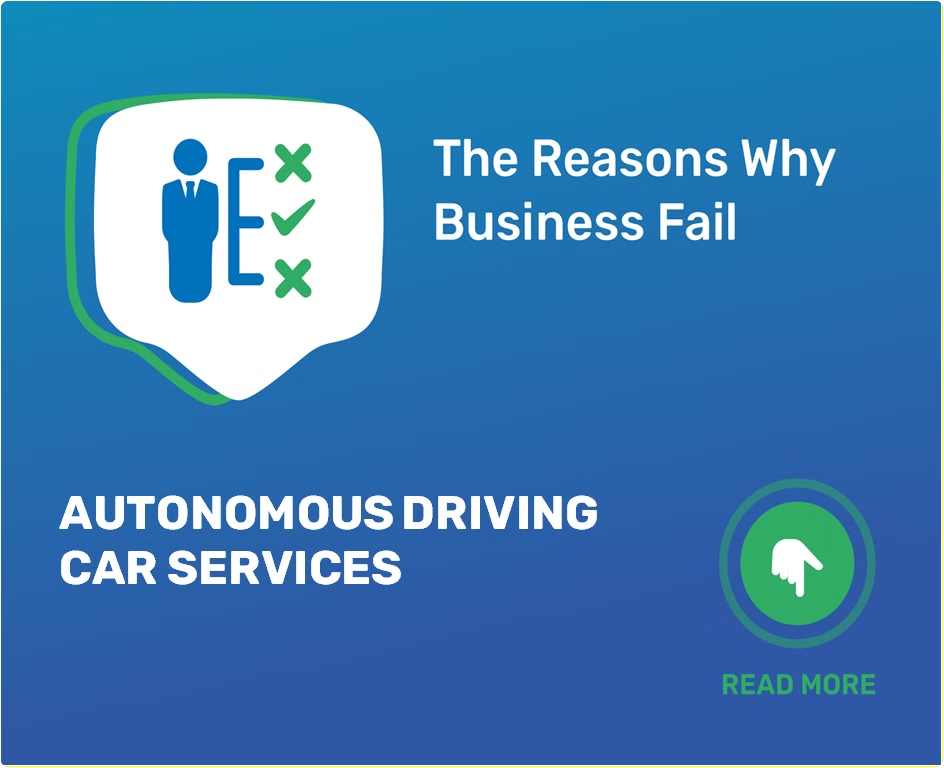 The Reasons Why
Business Fail
AUTONOMOUS DRIVING
CAR SERVICES
READ MORE